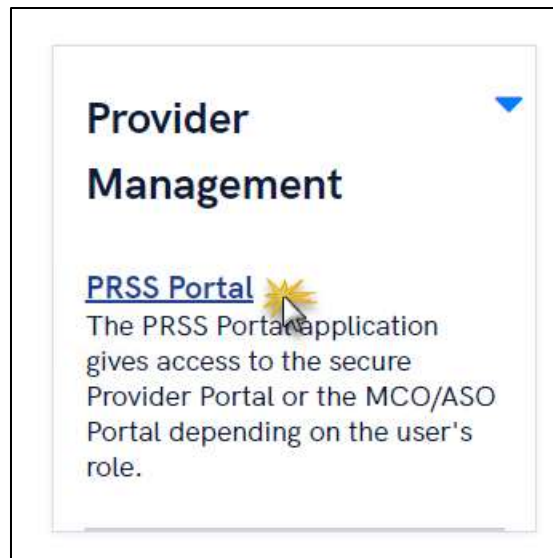 Provider
Management
PRSS Portal
The PRSS Portal application
gives access to the secure
Provider Portal or the MCO/ASO
Portal depending on the user's
role.